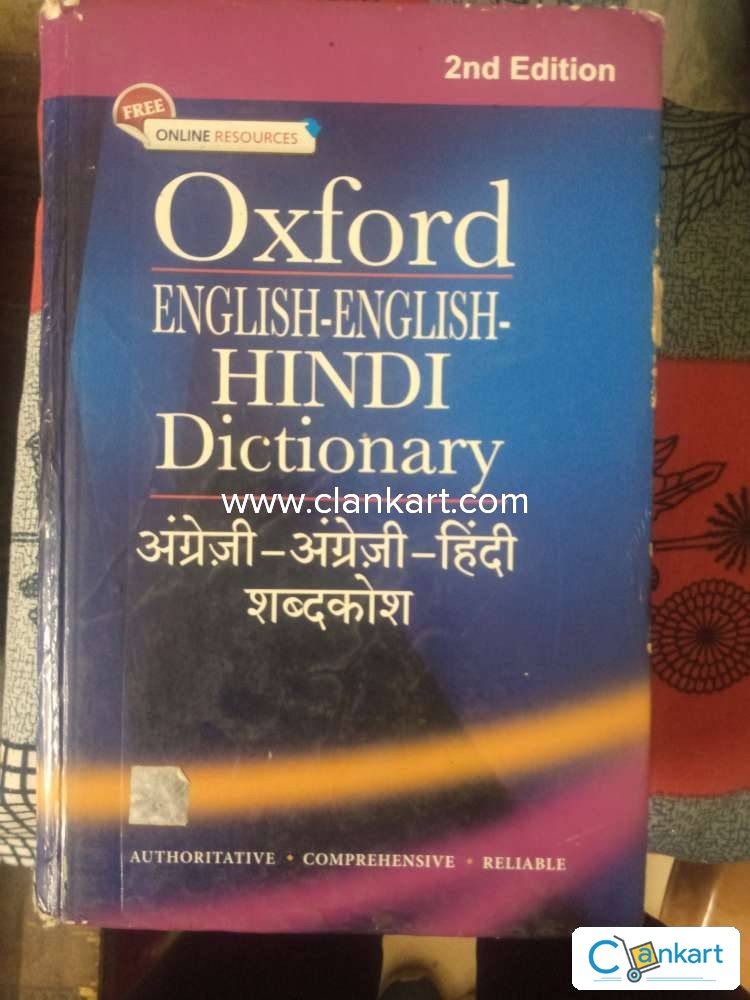 2nd Edition
FREE
ONLINE RESOURCES
Oxford
ENGLISH-ENGLISH-
HINDI
Dictionary
www.clankart.com
अंग्रेज़ी–अंग्रेज़ी–हिंदी
शब्दकोश
AUTHORITATIVE • COMPREHENSIVE • RELIABLE
Clankart